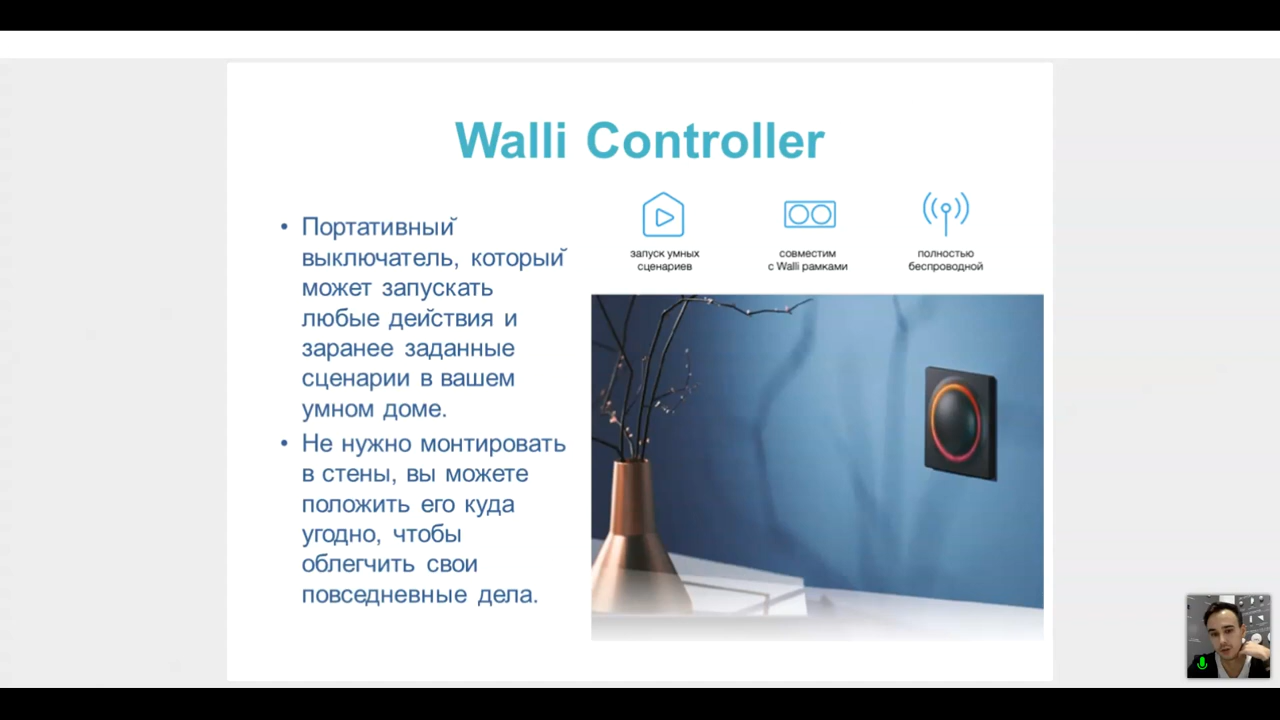 Walli Controller
• Портативный
выключатель, который
может запускать
любые действия и
заранее заданные
сценарии в вашем
умном доме.
• Не нужно монтировать
в стены, вы можете
положить его куда
угодно, чтобы
облегчить свои
повседневные дела.
запуск умных
сценариев
совместим
с Walli рамками
полностью
беспроводной